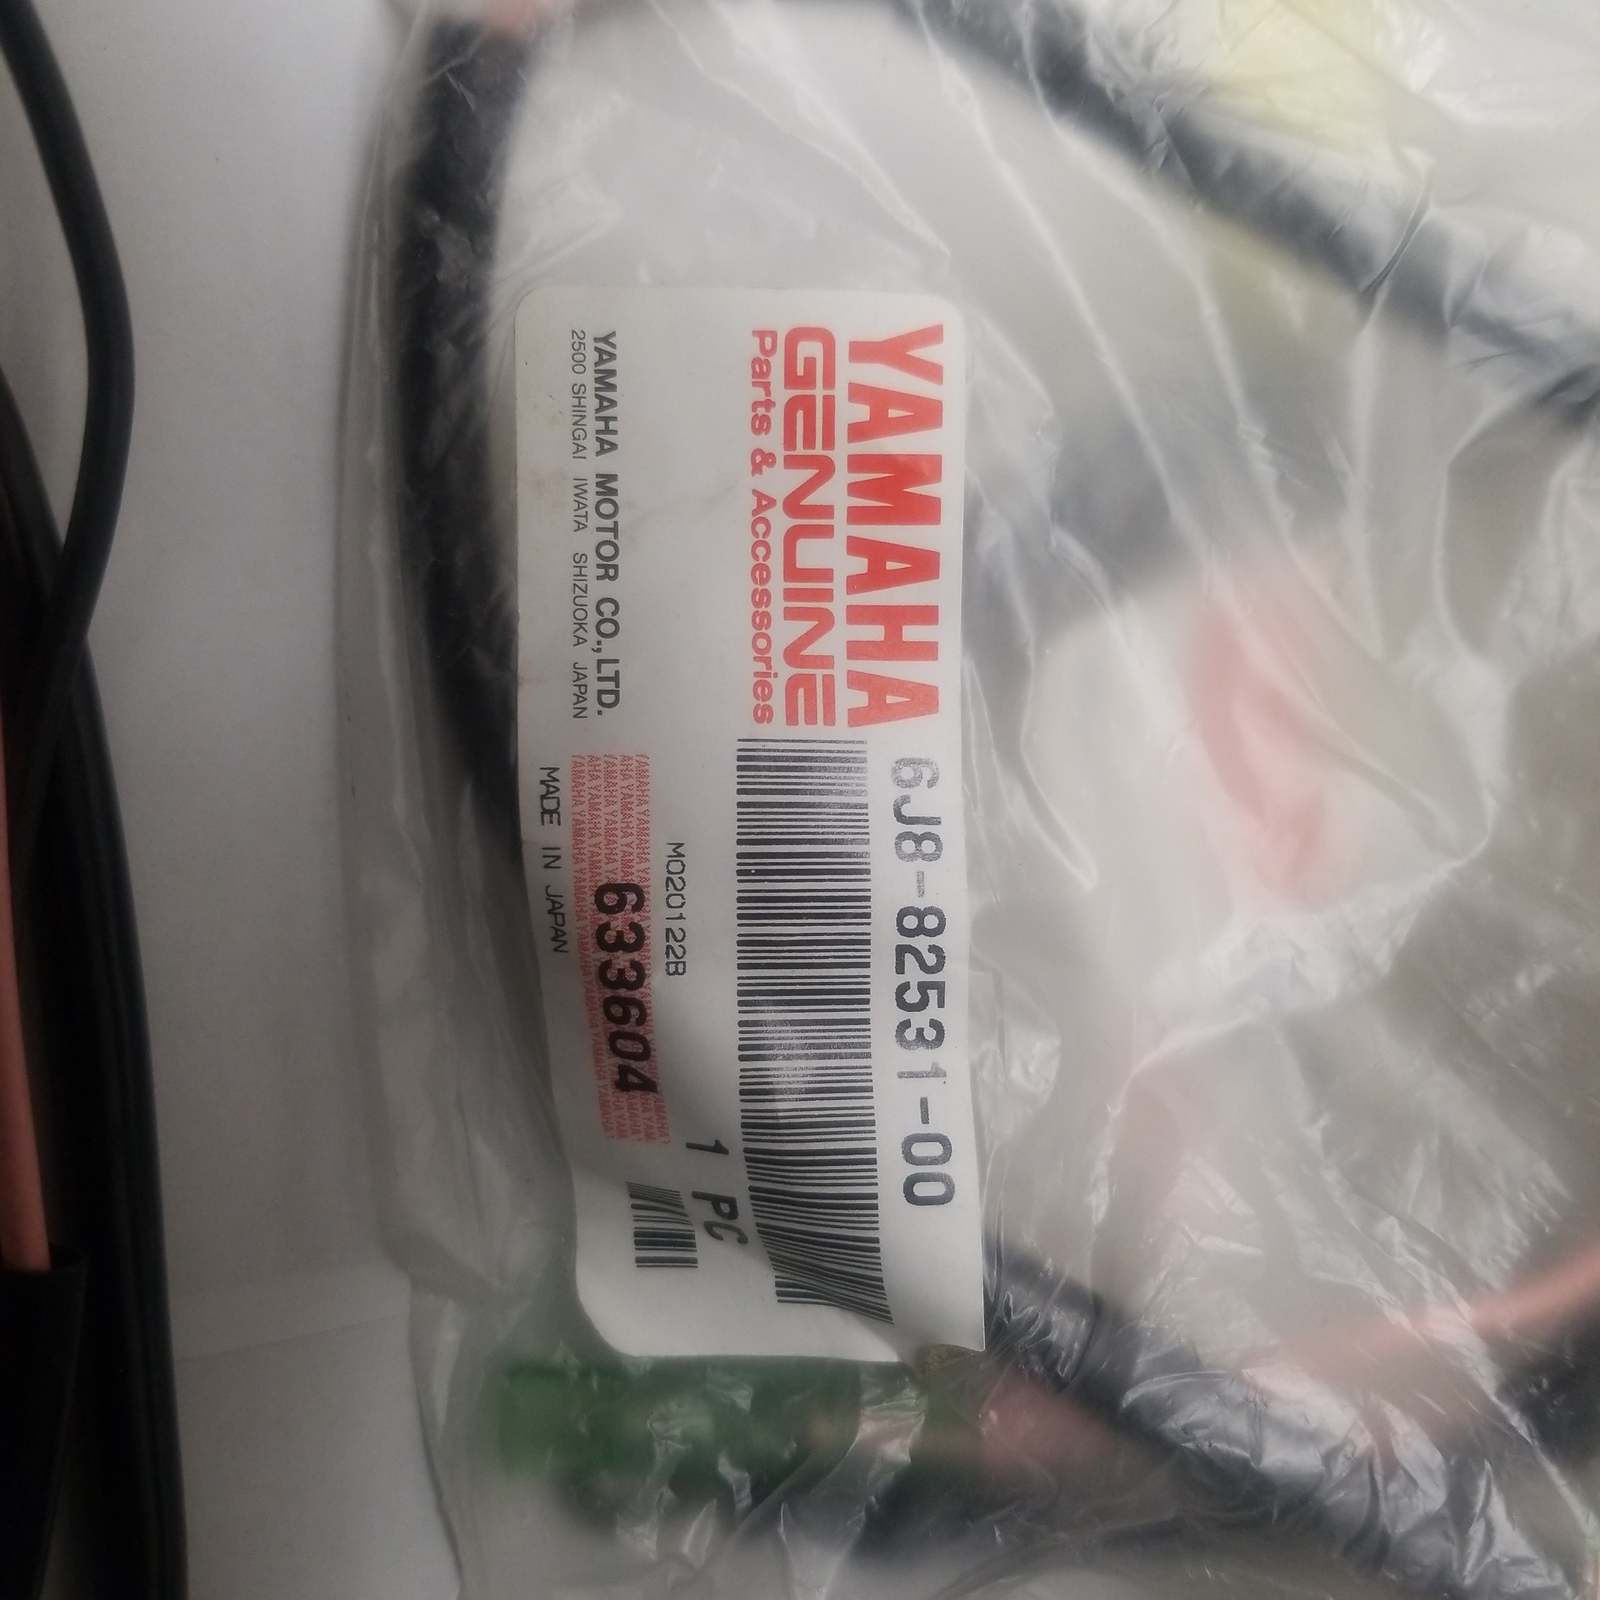 YAMAHA
GENUINE
Parts & Accessories
6J8-82531-00
M020122B
1 PC
YAMAHA MOTOR CO., LTD.
2500 SHINGAI IWATA SHIZUOKA JAPAN
633604
MADE IN JAPAN